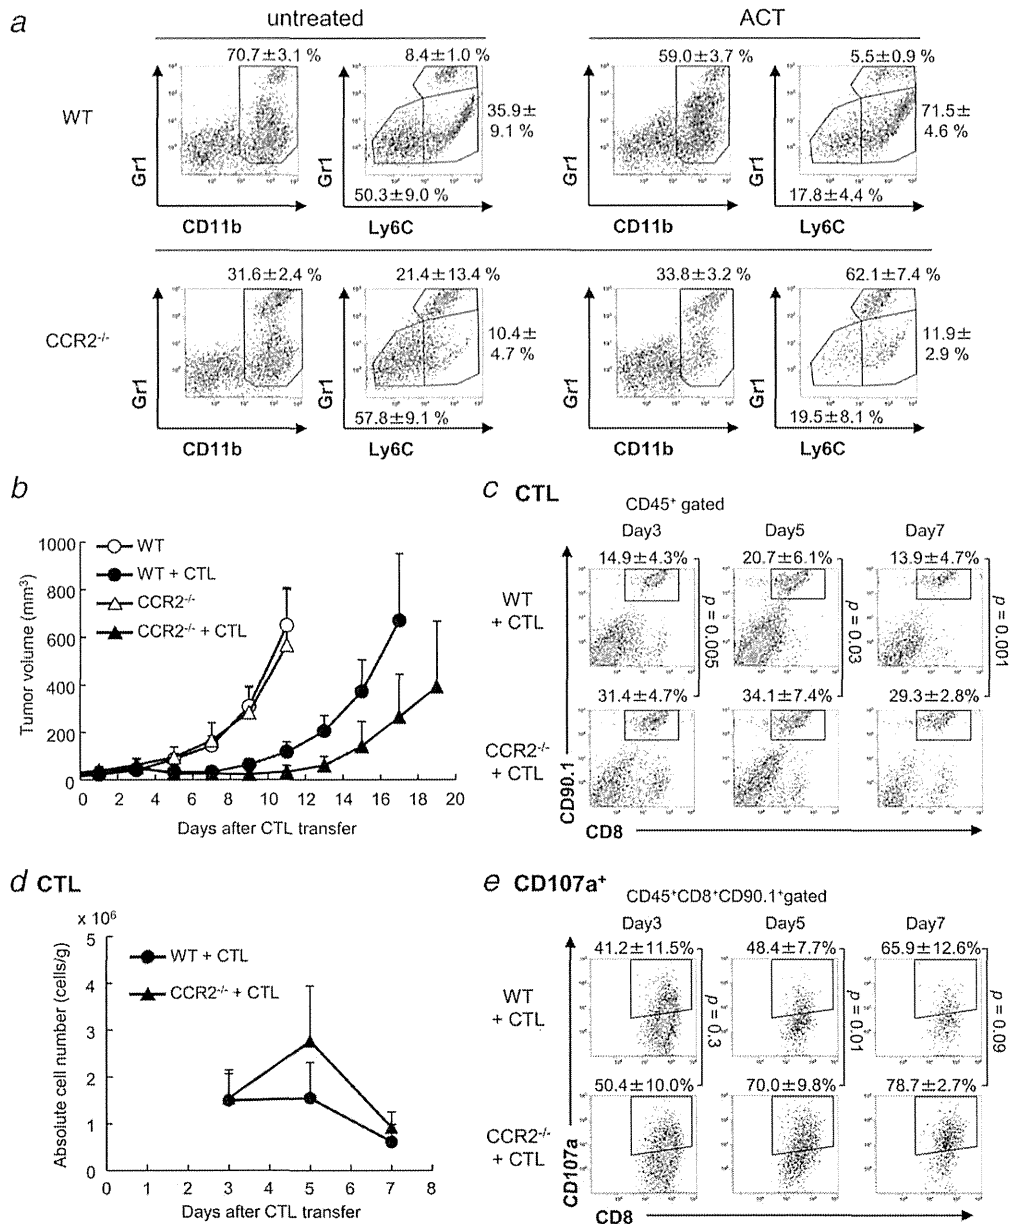 a
untreated
ACT
70.7±3.1 %
8.4±1.0 %
59.0±3.7 %
5.5±0.9 %
WT
35.9±
9.1 %
71.5±
4.6 %
Gr1
Gr1
Gr1
Gr1
50.3±9.0 %
17.8±4.4 %
CD11b
Ly6C
CD11b
Ly6C
31.6±2.4 %
21.4±13.4 %
33.8±3.2 %
62.1±7.4 %
CCR2-/-
10.4±
4.7 %
11.9±
2.9 %
Gr1
Gr1
Gr1
Gr1
57.8±9.1 %
19.5±8.1 %
CD11b
Ly6C
CD11b
Ly6C
b
1000
800
600
400
200
0
Tumor volume (mm³)
WT
WT + CTL
CCR2-/-
CCR2-/- + CTL
0 2 4 6 8 10 12 14 16 18 20
Days after CTL transfer
c CTL
CD45+ gated
Day3
Day5
Day7
14.9±4.3%
20.7±6.1%
13.9±4.7%
WT
+ CTL
p = 0.005
p = 0.03
p = 0.001
31.4±4.7%
34.1±7.4%
29.3±2.8%
CCR2-/-
+ CTL
CD90.1
CD8
d CTL
x 10⁶
5
4
3
2
1
0
Absolute cell number (cells/g)
WT + CTL
CCR2-/- + CTL
0 1 2 3 4 5 6 7 8
Days after CTL transfer
e CD107a+
CD45+CD8+CD90.1+gated
Day3
Day5
Day7
41.2±11.5%
48.4±7.7%
65.9±12.6%
WT
+ CTL
p = 0.3
p = 0.01
p = 0.09
50.4±10.0%
70.0±9.8%
78.7±2.7%
CCR2-/-
+ CTL
CD107a
CD8